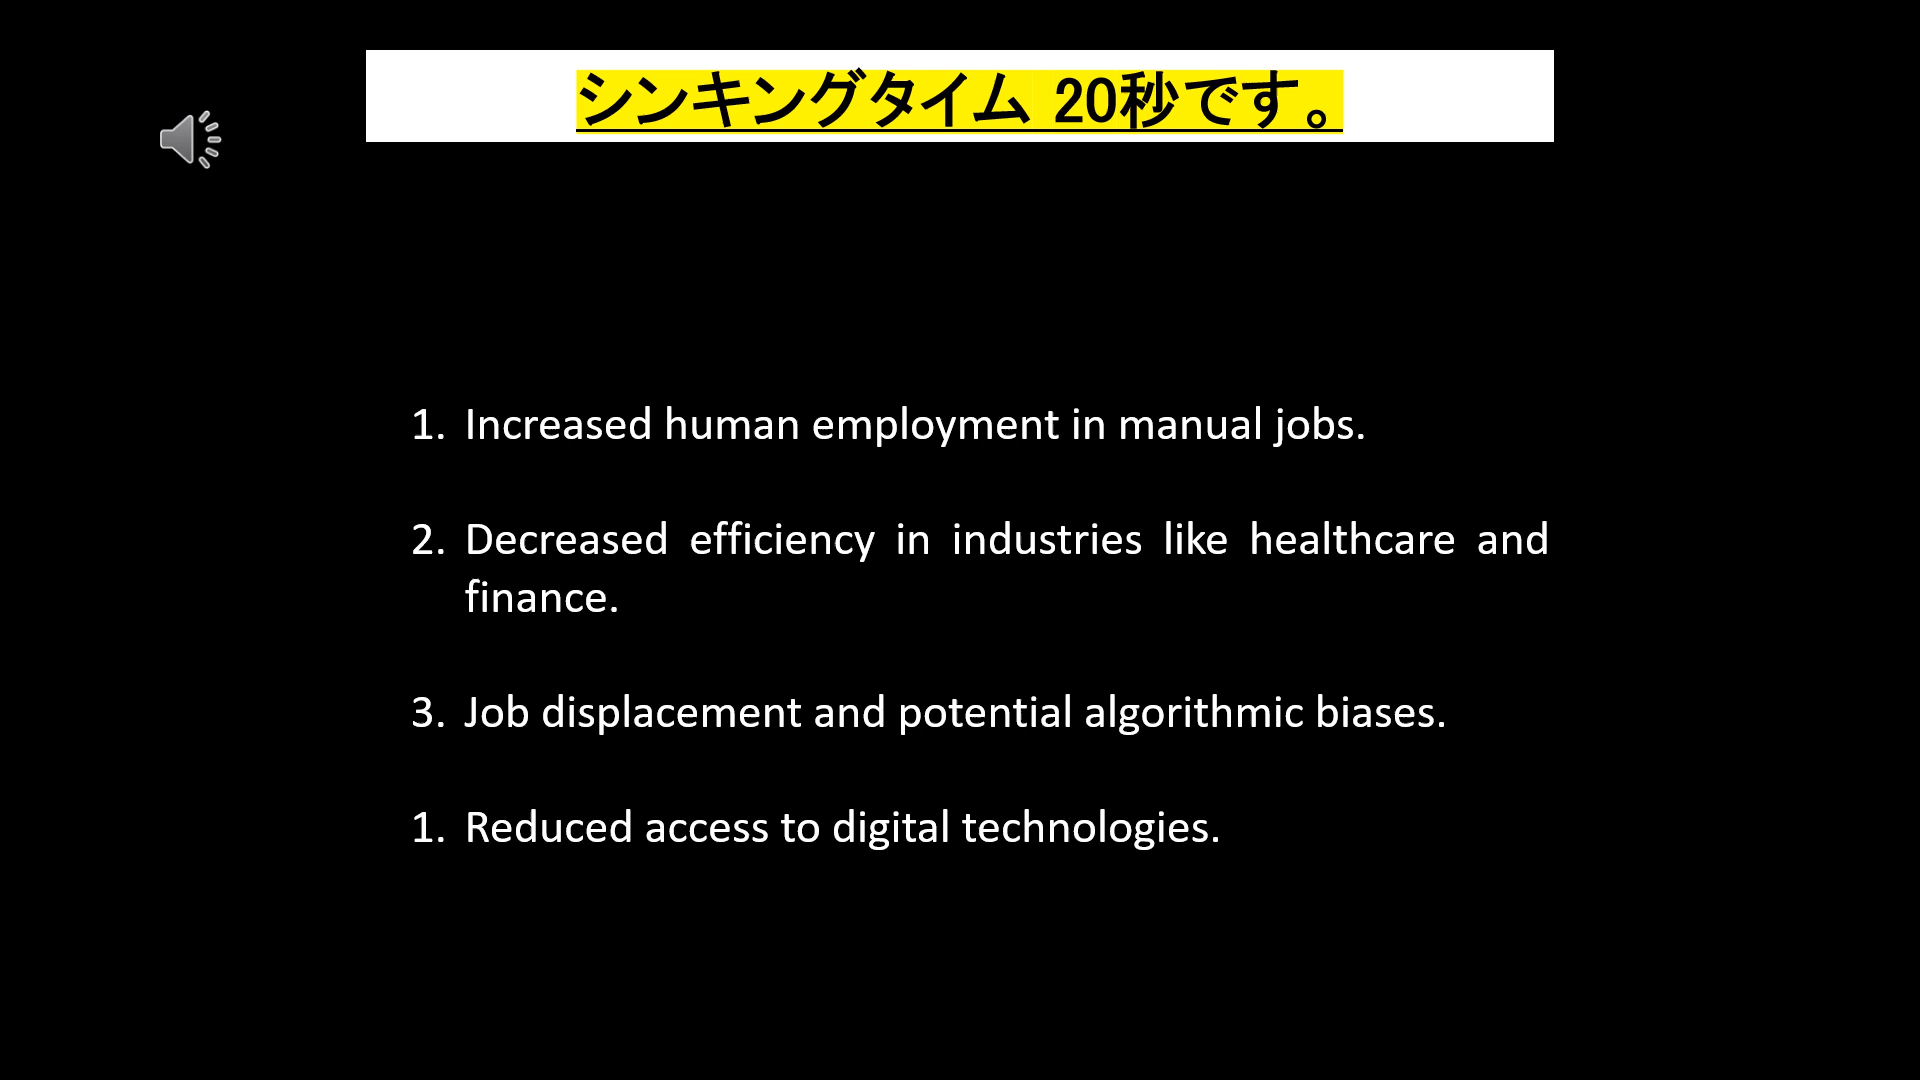 シンキングタイム 20秒です。
1. Increased human employment in manual jobs.
2. Decreased efficiency in industries like healthcare and
finance.
3. Job displacement and potential algorithmic biases.
1. Reduced access to digital technologies.